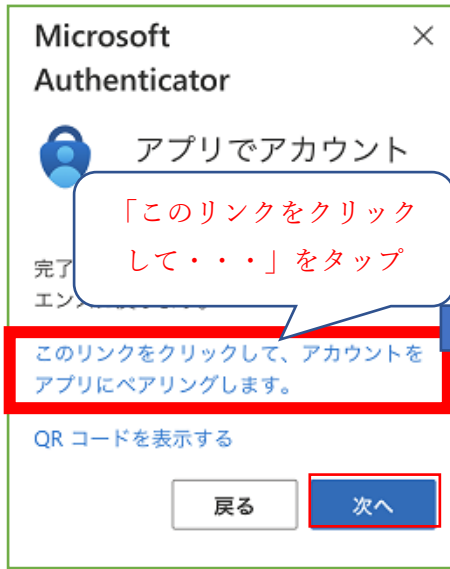 Microsoft
Authenticator
アプリでアカウント
「このリンクをクリック
して・・・」をタップ
完了
エン
このリンクをクリックして、アカウントを
アプリにペアリングします。
QR コードを表示する
戻る
次へ